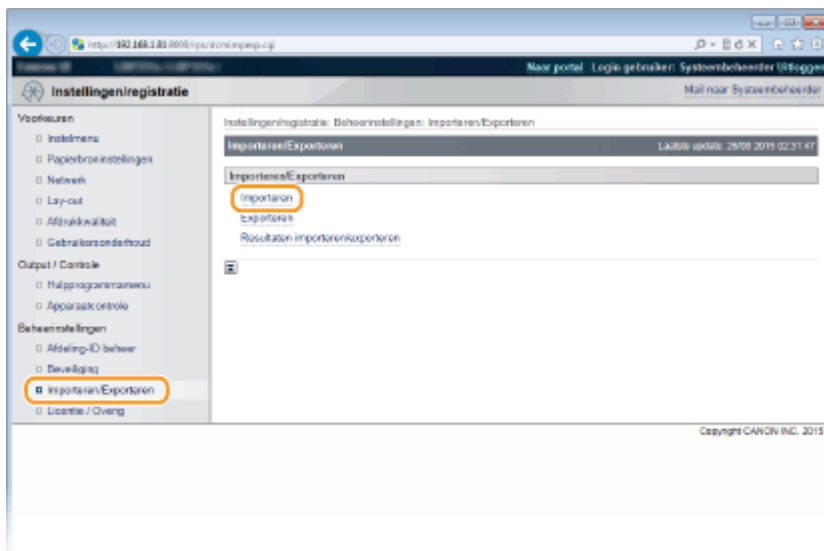 Naar portal Login gebruiker: Systeembeheerder Uitloggen
Instellingen/registratie
Mail naar Systeembeheerder
Voorkeuren
Instelmenu
Papierbroninstellingen
Netwerk
Lay-out
Afdrukkwaliteit
Gebruikersonderhoud
Output / Controle
Hulpprogrammamenu
Apparaatcontrole
Beheerinstellingen
Afdeling-ID beheer
Beveiliging
Importeren/Exporteren
Licentie / Overig
Instellingen/registratie: Beheerinstellingen: Importeren/Exporteren
Importeren/Exporteren
Laatste update: 2015 02:31:47
Importeren/Exporteren
Importeren
Exporteren
Resultaten importeren/exporteren
Copyright CANON INC. 2015